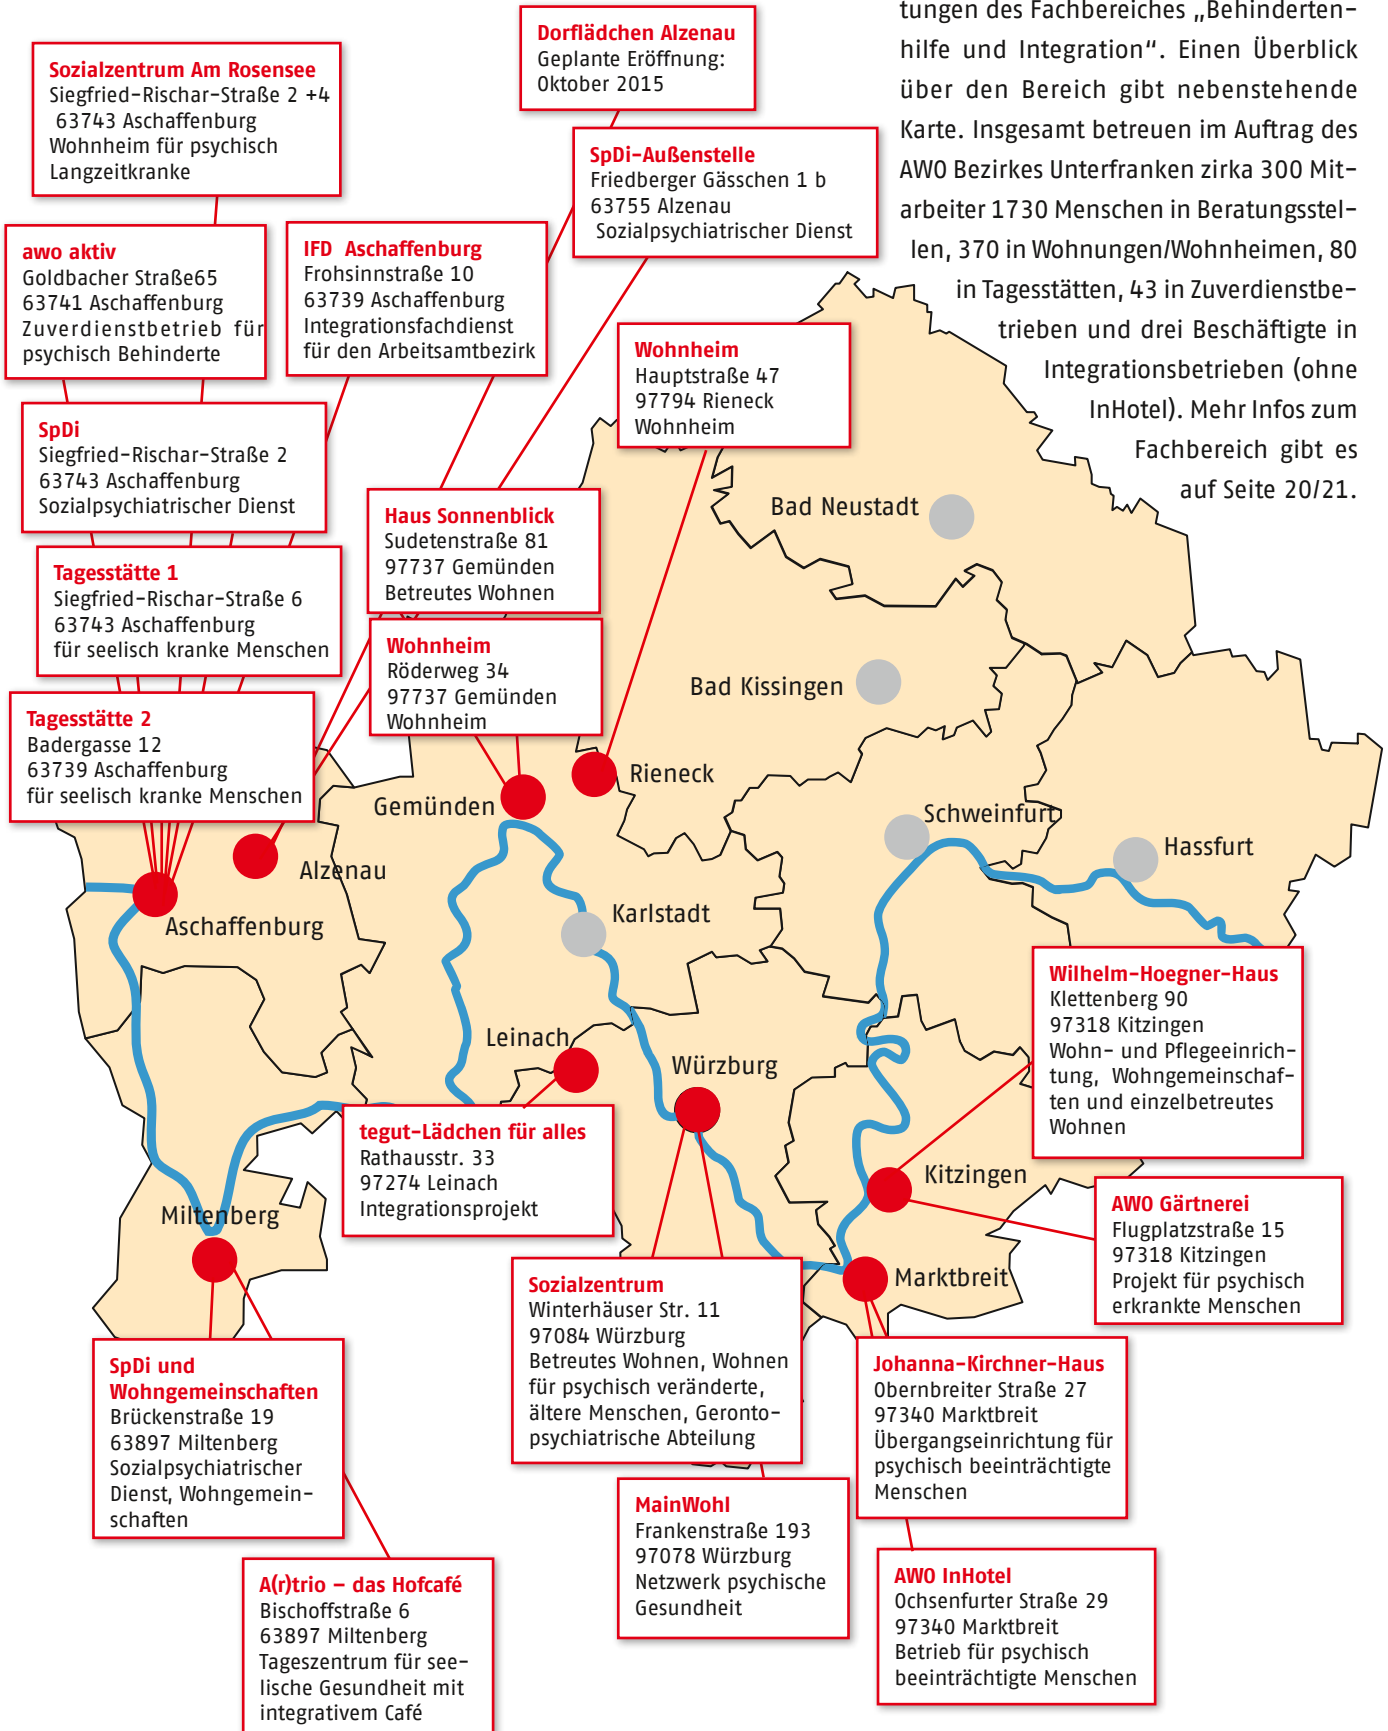 tungen des Fachbereiches „Behinderten-
hilfe und Integration“. Einen Überblick
über den Bereich gibt nebenstehende
Karte. Insgesamt betreuen im Auftrag des
AWO Bezirkes Unterfranken zirka 300 Mit-
arbeiter 1730 Menschen in Beratungsstel-
len, 370 in Wohnungen/Wohnheimen, 80
in Tagesstätten, 43 in Zuverdienstbe-
trieben und drei Beschäftigte in
Integrationsbetrieben (ohne
InHotel). Mehr Infos zum
Fachbereich gibt es
auf Seite 20/21.
Dorflädchen Alzenau
Geplante Eröffnung:
Oktober 2015
Sozialzentrum Am Rosensee
Siegfried-Rischar-Straße 2 +4
63743 Aschaffenburg
Wohnheim für psychisch
Langzeitkranke
SpDi-Außenstelle
Friedberger Gässchen 1 b
63755 Alzenau
Sozialpsychiatrischer Dienst
awo aktiv
Goldbacher Straße65
63741 Aschaffenburg
Zuverdienstbetrieb für
psychisch Behinderte
IFD Aschaffenburg
Frohsinnstraße 10
63739 Aschaffenburg
Integrationsfachdienst
für den Arbeitsamtbezirk
Wohnheim
Hauptstraße 47
97794 Rieneck
Wohnheim
SpDi
Siegfried-Rischar-Straße 2
63743 Aschaffenburg
Sozialpsychiatrischer Dienst
Haus Sonnenblick
Sudetenstraße 81
97737 Gemünden
Betreutes Wohnen
Tagesstätte 1
Siegfried-Rischar-Straße 6
63743 Aschaffenburg
für seelisch kranke Menschen
Wohnheim
Röderweg 34
97737 Gemünden
Wohnheim
Tagesstätte 2
Badergasse 12
63739 Aschaffenburg
für seelisch kranke Menschen
Bad Neustadt
Bad Kissingen
Rieneck
Gemünden
Schweinfurt
Hassfurt
Alzenau
Aschaffenburg
Karlstadt
Leinach
Würzburg
Kitzingen
Miltenberg
Marktbreit
Wilhelm-Hoegner-Haus
Klettenberg 90
97318 Kitzingen
Wohn- und Pflegeeinrich-
tung, Wohngemeinschaf-
ten und einzelbetreutes
Wohnen
tegut-Lädchen für alles
Rathausstr. 33
97274 Leinach
Integrationsprojekt
AWO Gärtnerei
Flugplatzstraße 15
97318 Kitzingen
Projekt für psychisch
erkrankte Menschen
Sozialzentrum
Winterhäuser Str. 11
97084 Würzburg
Betreutes Wohnen, Wohnen
für psychisch veränderte,
ältere Menschen, Geronto-
psychiatrische Abteilung
SpDi und
Wohngemeinschaften
Brückenstraße 19
63897 Miltenberg
Sozialpsychiatrischer
Dienst, Wohngemein-
schaften
Johanna-Kirchner-Haus
Obernbreiter Straße 27
97340 Marktbreit
Übergangseinrichtung für
psychisch beeinträchtigte
Menschen
MainWohl
Frankenstraße 193
97078 Würzburg
Netzwerk psychische
Gesundheit
AWO InHotel
Ochsenfurter Straße 29
97340 Marktbreit
Betrieb für psychisch
beeinträchtigte Menschen
A(r)trio – das Hofcafé
Bischoffstraße 6
63897 Miltenberg
Tageszentrum für see-
lische Gesundheit mit
integrativem Café